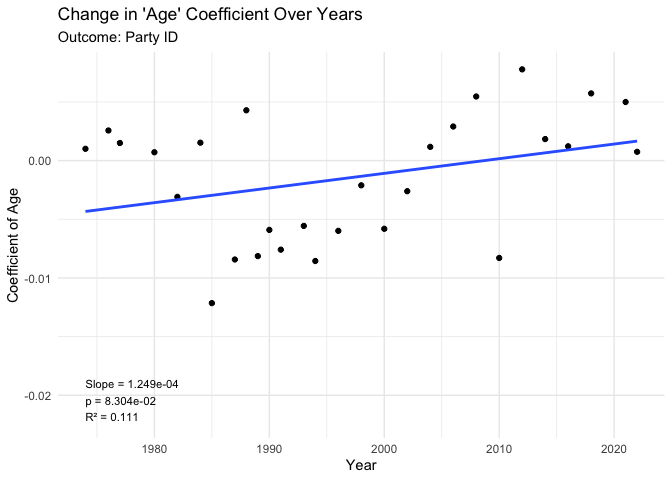 Change in 'Age' Coefficient Over Years
Outcome: Party ID
Coefficient of Age
0.00
-0.01
-0.02
Slope = 1.249e-04
p = 8.304e-02
R² = 0.111
1980 1990 2000 2010 2020
Year